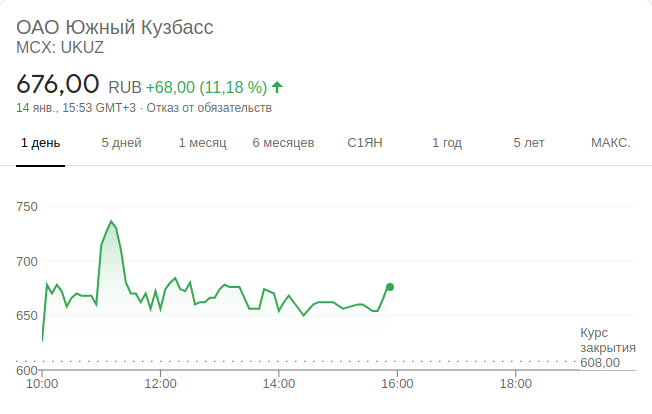 ОАО Южный Кузбасс
MCX: UKUZ
676,00 RUB +68,00 (11,18 %)
14 янв., 15:53 GMT+3 · Отказ от обязательств
1 день 5 дней 1 месяц 6 месяцев С1ЯН 1 год 5 лет МАКС.
750
700
650
Курс
закрытия
608,00
600
10:00 12:00 14:00 16:00 18:00